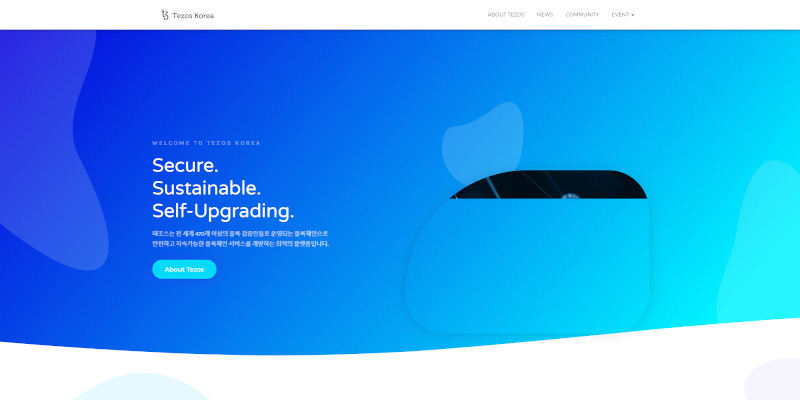 Tezos Korea
ABOUT TEZOS
NEWS
COMMUNITY
EVENT
WELCOME TO TEZOS KOREA
Secure.
Sustainable.
Self-Upgrading.
테조스는 전 세계 470개 이상의 블록 검증인들로 운영되는 블록체인으로
안전하고 지속가능한 블록체인 서비스를 개발하는 최적의 플랫폼입니다.
About Tezos